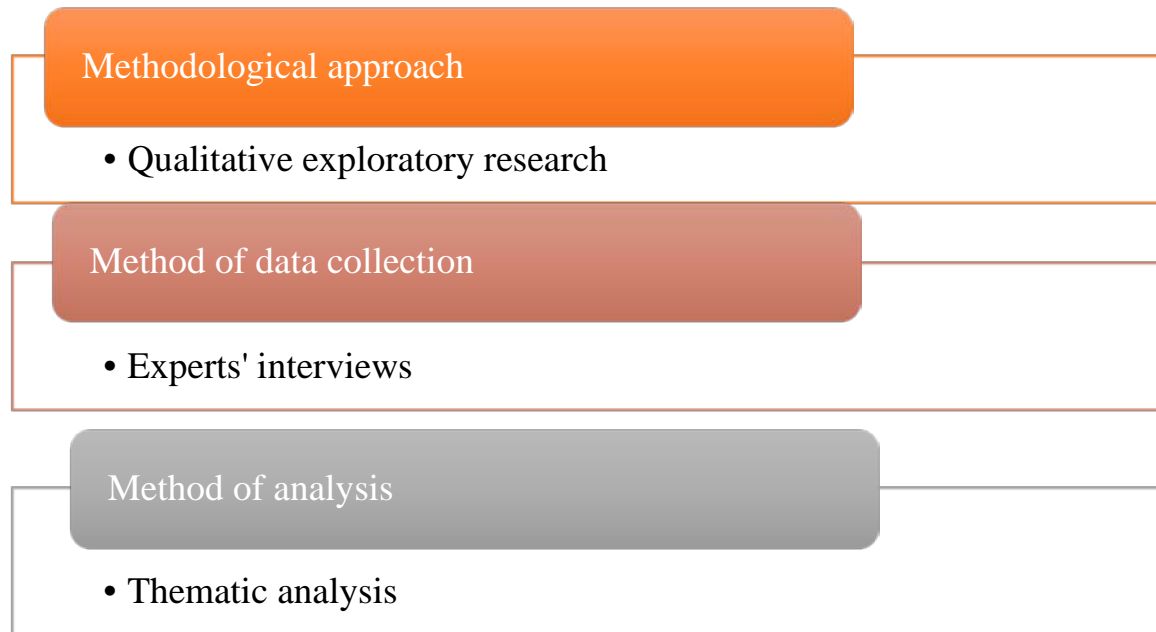 Methodological approach
• Qualitative exploratory research
Method of data collection
• Experts' interviews
Method of analysis
• Thematic analysis